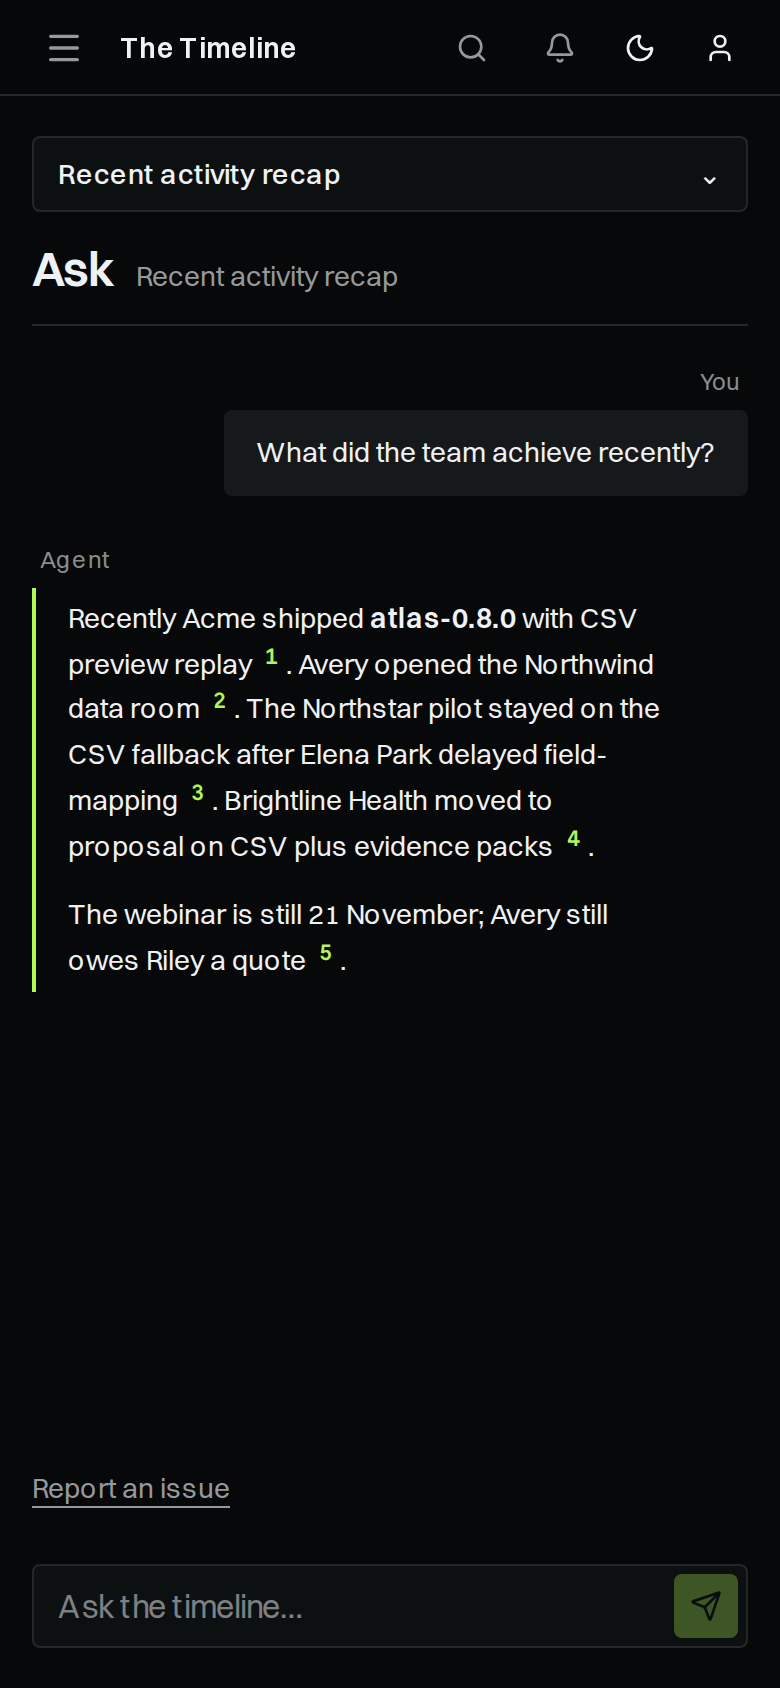 The Timeline
Recent activity recap
Ask Recent activity recap
You
What did the team achieve recently?
Agent
Recently Acme shipped atlas-0.8.0 with CSV
preview replay 1 . Avery opened the Northwind
data room 2 . The Northstar pilot stayed on the
CSV fallback after Elena Park delayed field-
mapping 3 . Brightline Health moved to
proposal on CSV plus evidence packs 4 .
The webinar is still 21 November; Avery still
owes Riley a quote 5 .
Report an issue
Ask the timeline...